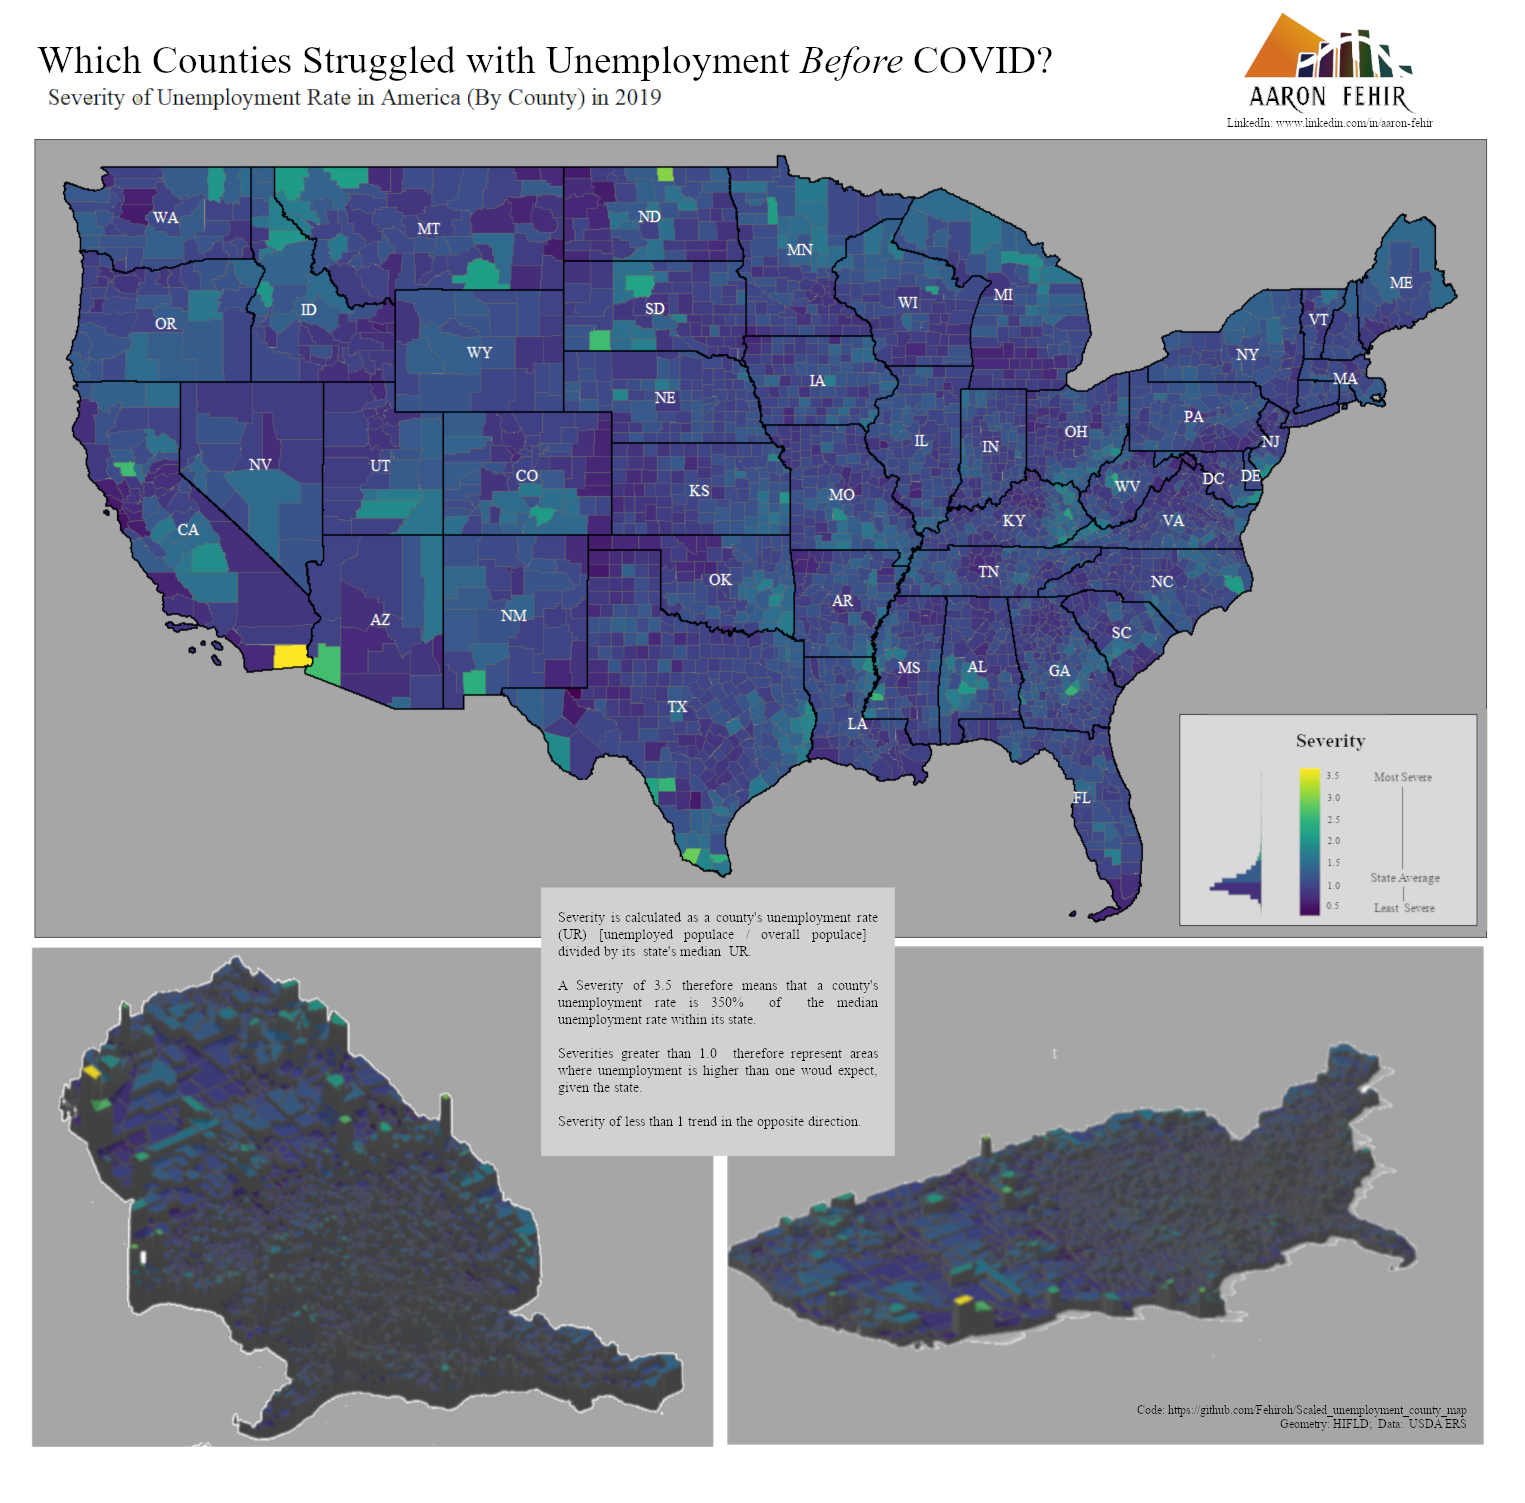 Which Counties Struggled with Unemployment Before COVID?
Severity of Unemployment Rate in America (By County) in 2019
AARON FEHIR
LinkedIn: www.linkedin.com/in/aaron-fehir
WA
MT
ND
MN
WI
MI
ME
VT
NY
MA
OR
ID
WY
SD
IA
NE
PA
NJ
OH
IN
IL
NV
UT
CO
KS
MO
WV
DC
DE
CA
KY
VA
AZ
NM
OK
AR
TN
NC
SC
MS
AL
GA
TX
LA
FL
Severity
3.5
3.0
2.5
2.0
1.5
1.0
0.5
Most Severe
State Average
Least Severe
Severity is calculated as a county's unemployment rate
(UR) [unemployed populace / overall populace]
divided by its state's median UR.
A Severity of 3.5 therefore means that a county's
unemployment rate is 350% of the median
unemployment rate within its state.
Severities greater than 1.0 therefore represent areas
where unemployment is higher than one woud expect,
given the state.
Severity of less than 1 trend in the opposite direction.
t
Code: https://github.com/Fehiroh/Scaled_unemployment_county_map
Geometry: HIFLD; Data: USDA ERS